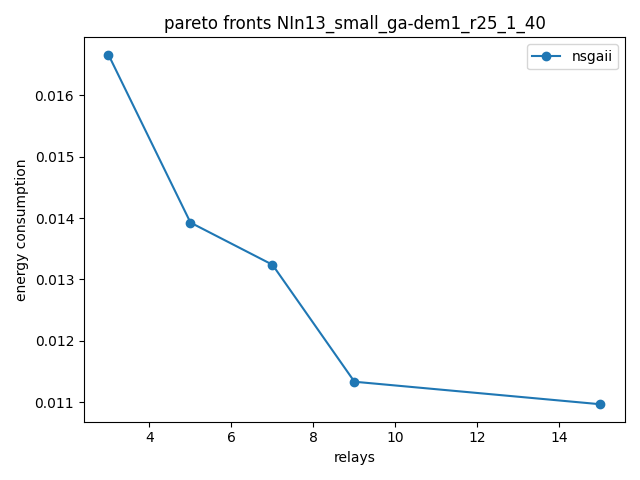 pareto fronts NIn13_small_ga-dem1_r25_1_40
nsgaii
energy consumption
0.016
0.015
0.014
0.013
0.012
0.011
4 6 8 10 12 14
relays